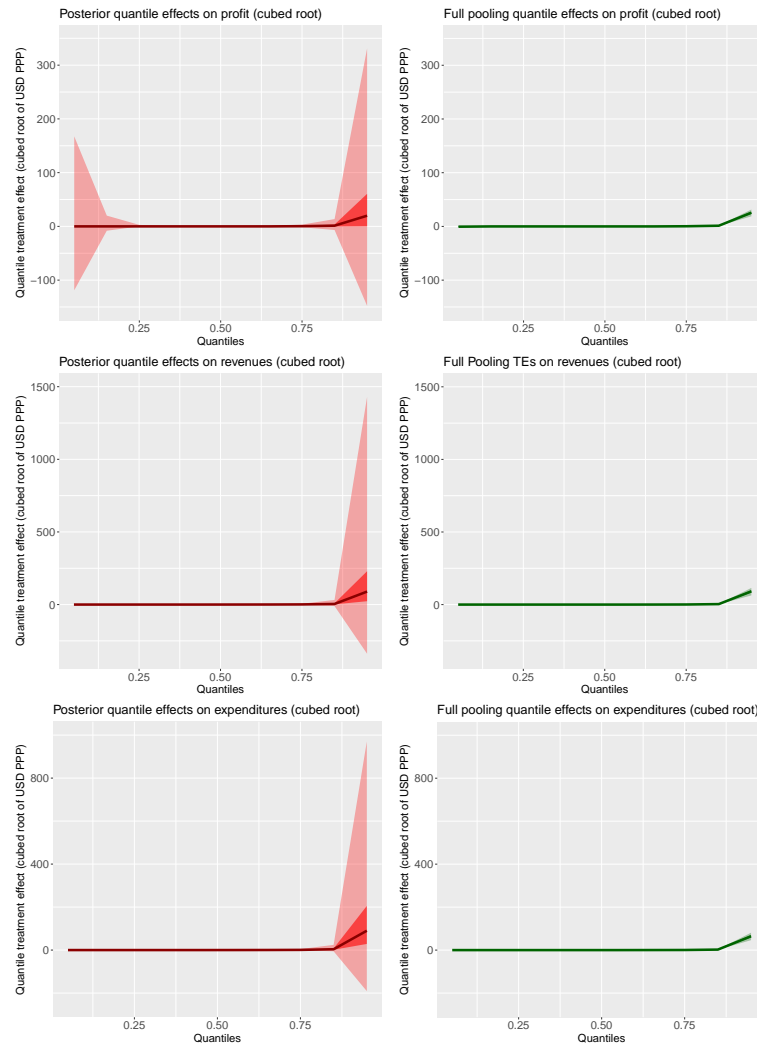 Posterior quantile effects on profit (cubed root)
Quantile treatment effect (cubed root of USD PPP)
300
200
100
0
−100
0.25 0.50 0.75
Quantiles
Full pooling quantile effects on profit (cubed root)
Quantile treatment effect (cubed root of USD PPP)
300
200
100
0
−100
0.25 0.50 0.75
Quantiles
Posterior quantile effects on revenues (cubed root)
Quantile treatment effect (cubed root of USD PPP)
1500
1000
500
0
0.25 0.50 0.75
Quantiles
Full Pooling TEs on revenues (cubed root)
Quantile treatment effect (cubed root of USD PPP)
1500
1000
500
0
0.25 0.50 0.75
Quantiles
Posterior quantile effects on expenditures (cubed root)
Quantile treatment effect (cubed root of USD PPP)
800
400
0
0.25 0.50 0.75
Quantiles
Full pooling quantile effects on expenditures (cubed root)
Quantile treatment effect (cubed root of USD PPP)
800
400
0
0.25 0.50 0.75
Quantiles